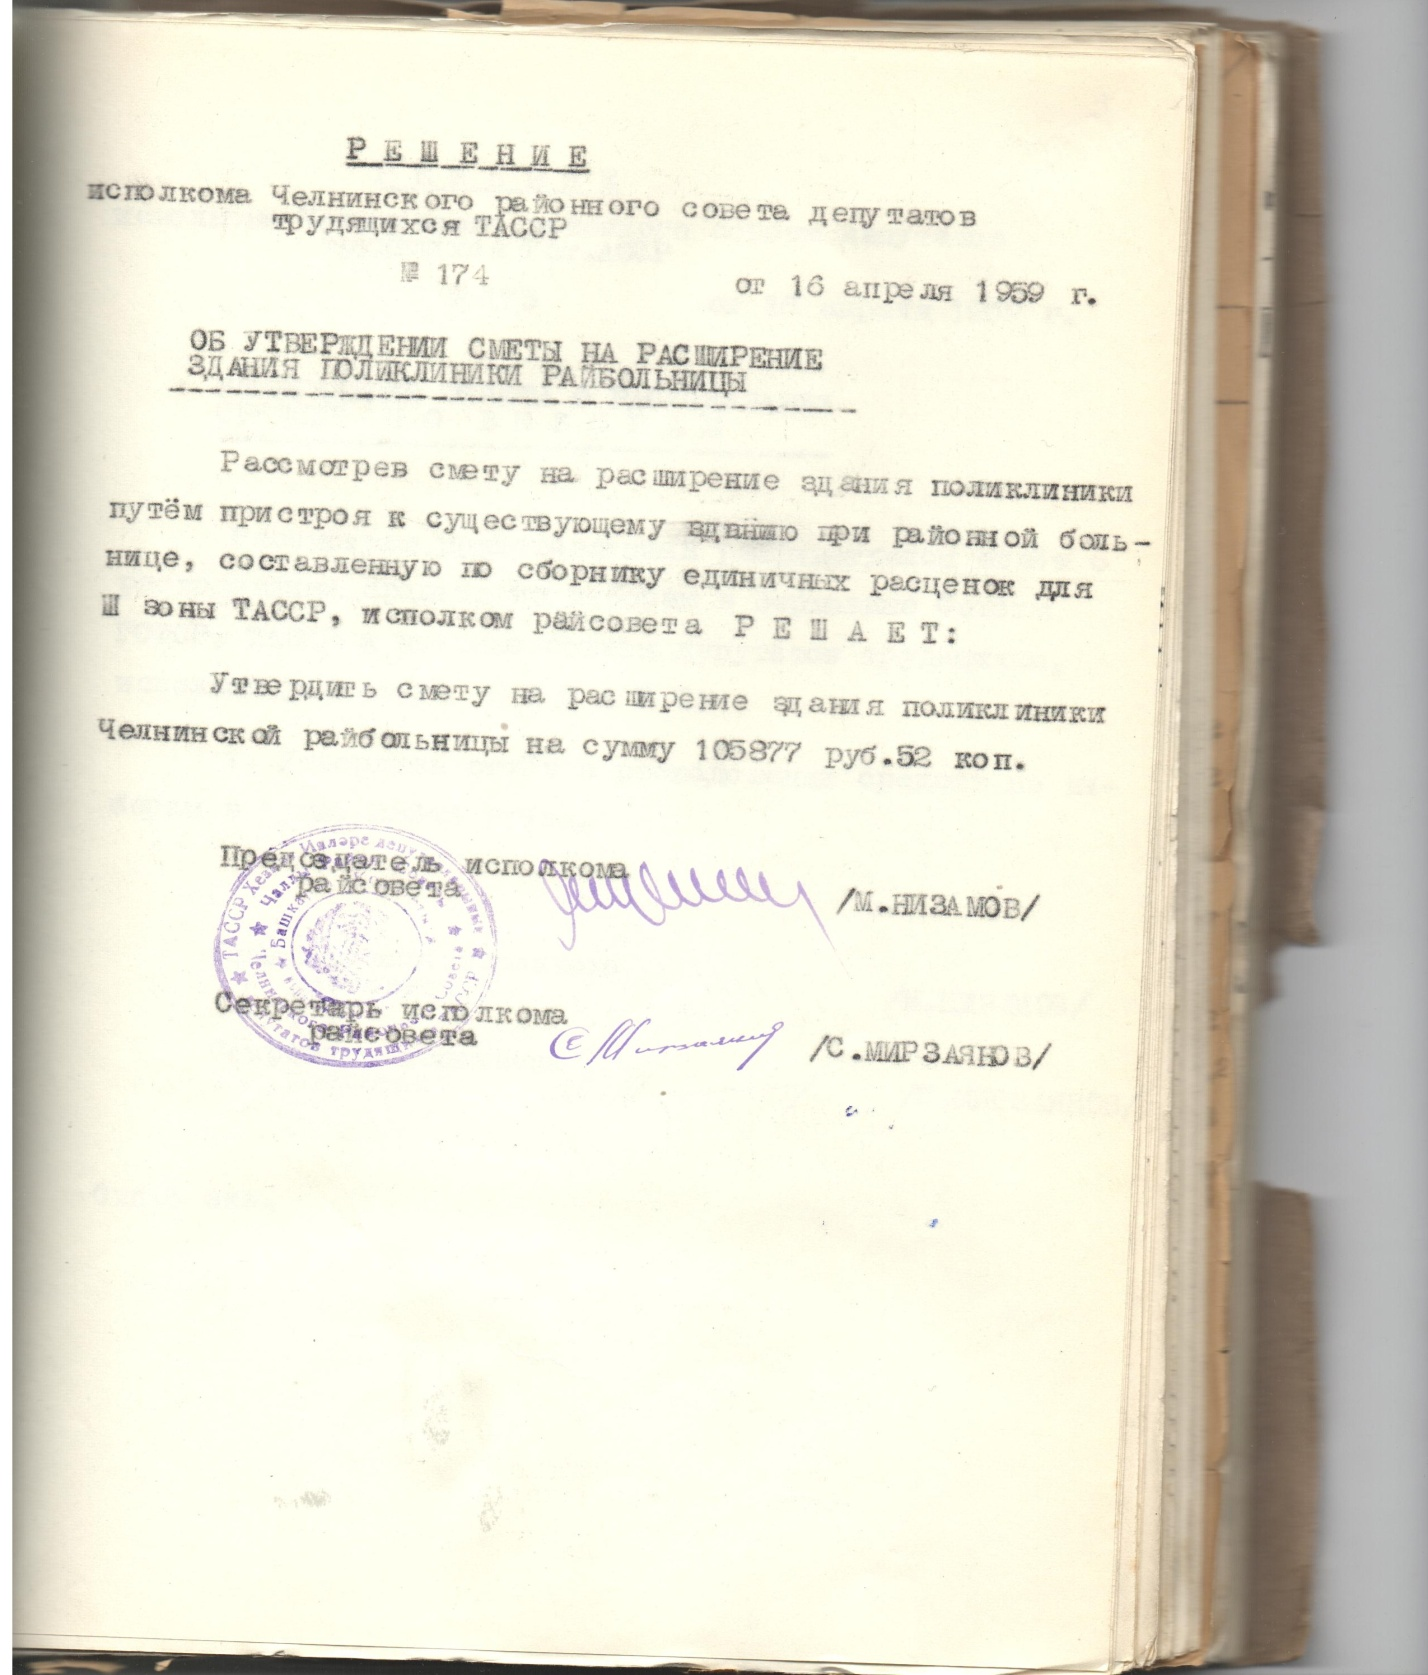 Р Е Ш Е Н И Е
исполкома Челнинского районного совета депутатов
трудящихся ТАССР
№ 174 от 16 апреля 1959 г.
ОБ УТВЕРЖДЕНИИ СМЕТЫ НА РАСШИРЕНИЕ
ЗДАНИЯ ПОЛИКЛИНИКИ РАЙБОЛЬНИЦЫ
Рассмотрев смету на расширение здания поликлиники
путём пристроя к существующему зданию при районной боль-
нице, составленную по сборнику единичных расценок для
Ш зоны ТАССР, исполком райсовета Р Е Ш А Е Т:
Утвердить смету на расширение здания поликлиники
Челнинской райбольницы на сумму 105877 руб.52 коп.
Председатель исполкома
райсовета /М.НИЗАМОВ/
Секретарь исполкома
райсовета /С.МИРЗАЯНОВ/